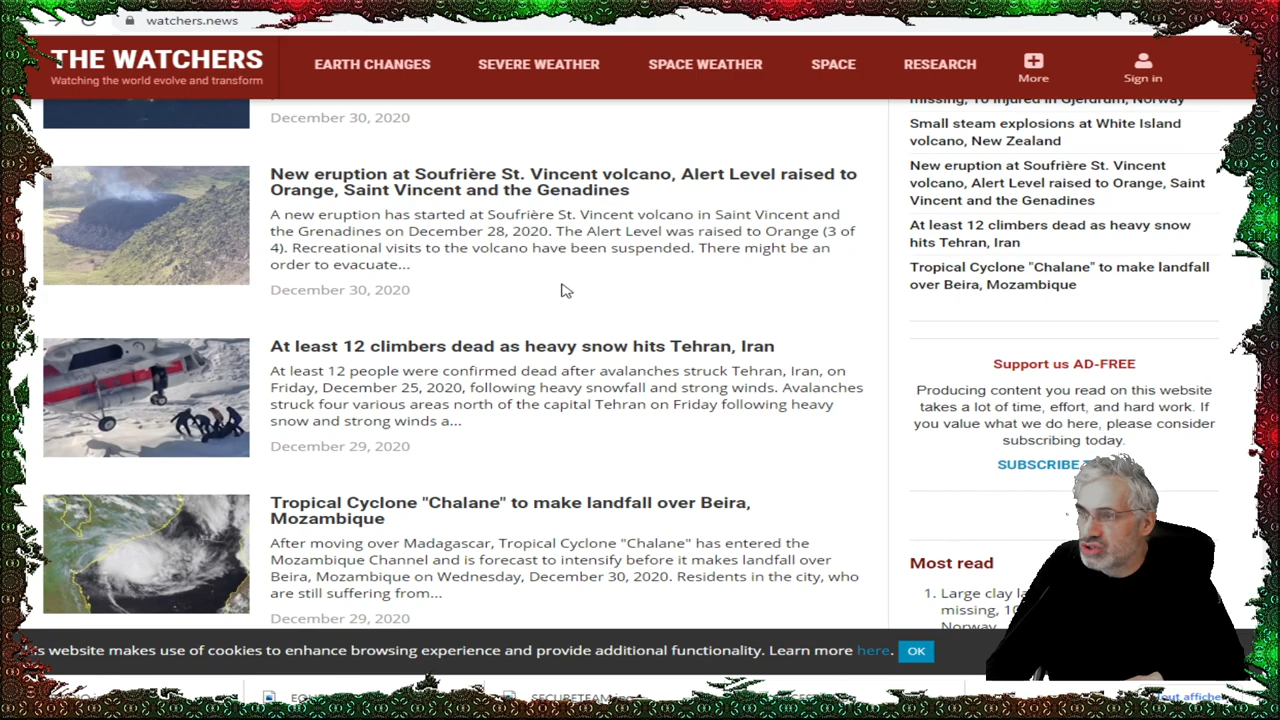 watchers.news
THE WATCHERS
Watching the world evolve and transform
EARTH CHANGES
SEVERE WEATHER
SPACE WEATHER
SPACE
RESEARCH
More
Sign in
December 30, 2020
New eruption at Soufrière St. Vincent volcano, Alert Level raised to
Orange, Saint Vincent and the Genadines
A new eruption has started at Soufrière St. Vincent volcano in Saint Vincent and
the Grenadines on December 28, 2020. The Alert Level was raised to Orange (3 of
4). Recreational visits to the volcano have been suspended. There might be an
order to evacuate...
December 30, 2020
At least 12 climbers dead as heavy snow hits Tehran, Iran
At least 12 people were confirmed dead after avalanches struck Tehran, Iran, on
Friday, December 25, 2020, following heavy snowfall and strong winds. Avalanches
struck four various areas north of the capital Tehran on Friday following heavy
snow and strong winds a...
December 29, 2020
Tropical Cyclone "Chalane" to make landfall over Beira,
Mozambique
After moving over Madagascar, Tropical Cyclone "Chalane" has entered the
Mozambique Channel and is forecast to intensify before it makes landfall over
Beira, Mozambique on Wednesday, December 30, 2020. Residents in the city, who
are still suffering from...
December 29, 2020
missing, 10 injured in Gjerdrum, Norway
Small steam explosions at White Island
volcano, New Zealand
New eruption at Soufrière St. Vincent
volcano, Alert Level raised to Orange, Saint
Vincent and the Genadines
At least 12 climbers dead as heavy snow
hits Tehran, Iran
Tropical Cyclone "Chalane" to make landfall
over Beira, Mozambique
Support us AD-FREE
Producing content you read on this website
takes a lot of time, effort, and hard work. If
you value what we do here, please consider
subscribing today.
SUBSCRIBE
Most read
1. Large clay
missing, 10
Norway
website makes use of cookies to enhance browsing experience and provide additional functionality. Learn more here.
OK